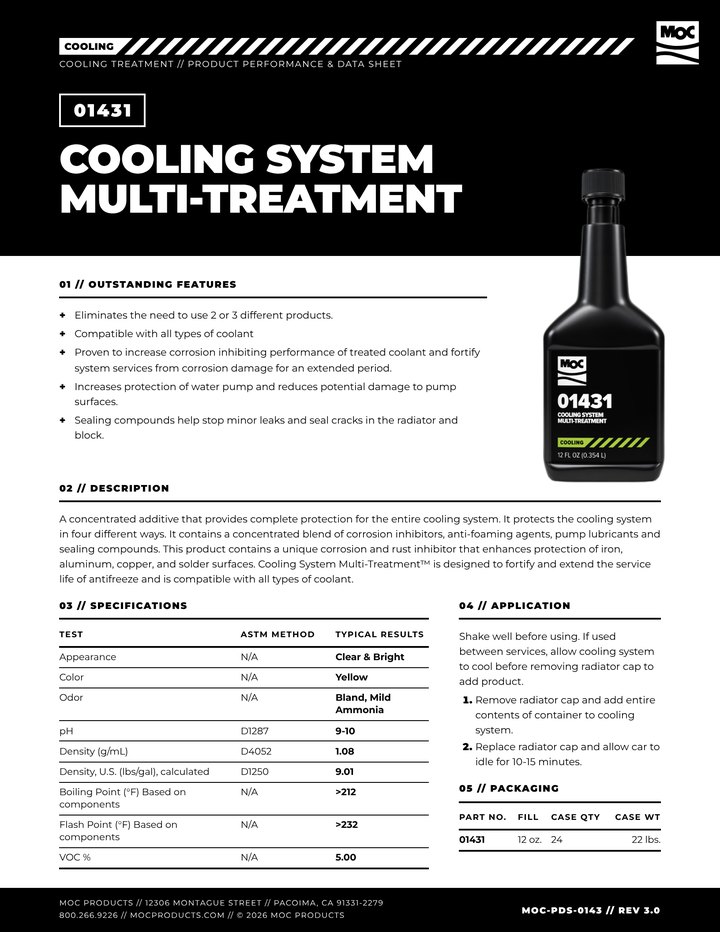 COOLING
MOC
COOLING TREATMENT // PRODUCT PERFORMANCE & DATA SHEET
01431
COOLING SYSTEM
MULTI-TREATMENT
01 // OUTSTANDING FEATURES
+ Eliminates the need to use 2 or 3 different products.
+ Compatible with all types of coolant
+ Proven to increase corrosion inhibiting performance of treated coolant and fortify
system services from corrosion damage for an extended period.
+ Increases protection of water pump and reduces potential damage to pump
surfaces.
+ Sealing compounds help stop minor leaks and seal cracks in the radiator and
block.
MOC
01431
COOLING SYSTEM
MULTI-TREATMENT
COOLING
12 FL OZ (0.354 L)
02 // DESCRIPTION
A concentrated additive that provides complete protection for the entire cooling system. It protects the cooling system
in four different ways. It contains a concentrated blend of corrosion inhibitors, anti-foaming agents, pump lubricants and
sealing compounds. This product contains a unique corrosion and rust inhibitor that enhances protection of iron,
aluminum, copper, and solder surfaces. Cooling System Multi-Treatment™ is designed to fortify and extend the service
life of antifreeze and is compatible with all types of coolant.
03 // SPECIFICATIONS
TEST ASTM METHOD TYPICAL RESULTS
Appearance N/A Clear & Bright
Color N/A Yellow
Odor N/A Bland, Mild
Ammonia
pH D1287 9-10
Density (g/mL) D4052 1.08
Density, U.S. (lbs/gal), calculated D1250 9.01
Boiling Point (°F) Based on N/A >212
components
Flash Point (°F) Based on N/A >232
components
VOC % N/A 5.00
04 // APPLICATION
Shake well before using. If used
between services, allow cooling system
to cool before removing radiator cap to
add product.
1. Remove radiator cap and add entire
contents of container to cooling
system.
2. Replace radiator cap and allow car to
idle for 10-15 minutes.
05 // PACKAGING
PART NO. FILL CASE QTY CASE WT
01431 12 oz. 24 22 lbs.
MOC PRODUCTS // 12306 MONTAGUE STREET // PACOIMA, CA 91331-2279
800.266.9226 // MOCPRODUCTS.COM // © 2026 MOC PRODUCTS
MOC-PDS-0143 // REV 3.0